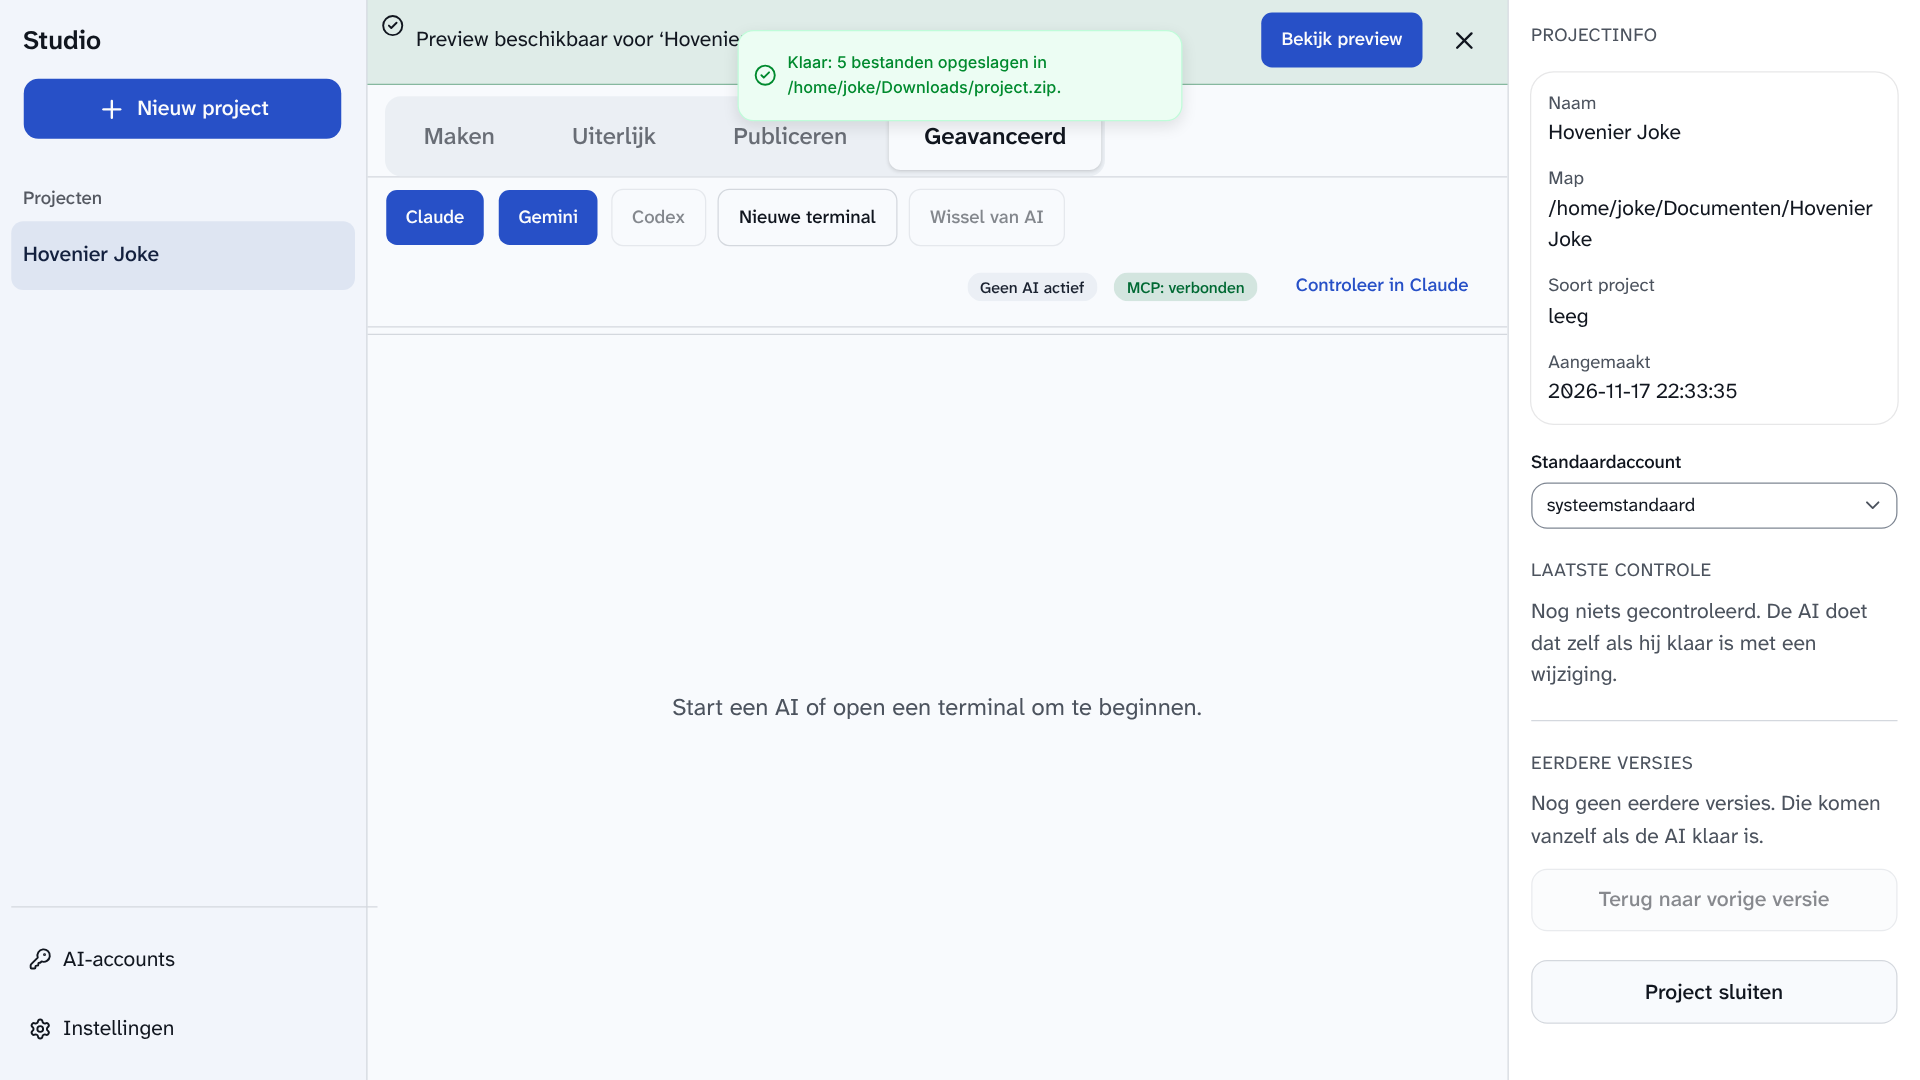 Studio
Nieuw project
Projecten
Hovenier Joke
AI-accounts
Instellingen
Preview beschikbaar voor ‘Hovenie
Bekijk preview
Klaar: 5 bestanden opgeslagen in
/home/joke/Downloads/project.zip.
Maken
Uiterlijk
Publiceren
Geavanceerd
Claude
Gemini
Codex
Nieuwe terminal
Wissel van AI
Geen AI actief
MCP: verbonden
Controleer in Claude
Start een AI of open een terminal om te beginnen.
PROJECTINFO
Naam
Hovenier Joke
Map
/home/joke/Documenten/Hovenier
Joke
Soort project
leeg
Aangemaakt
2026-11-17 22:33:35
Standaardaccount
systeemstandaard
LAATSTE CONTROLE
Nog niets gecontroleerd. De AI doet
dat zelf als hij klaar is met een
wijziging.
EERDERE VERSIES
Nog geen eerdere versies. Die komen
vanzelf als de AI klaar is.
Terug naar vorige versie
Project sluiten